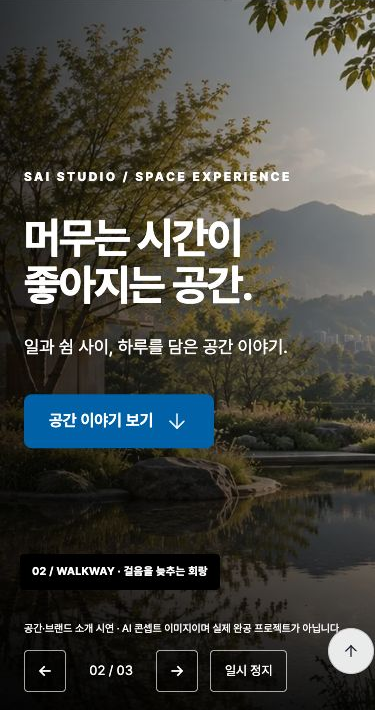 SAI STUDIO / SPACE EXPERIENCE
머무는 시간이
좋아지는 공간.
일과 쉼 사이, 하루를 담은 공간 이야기.
공간 이야기 보기 ↓
02 / WALKWAY · 걸음을 늦추는 회랑
공간·브랜드 소개 시연 · AI 콘셉트 이미지이며 실제 완공 프로젝트가 아닙니다.
← 02 / 03 → 일시 정지
↑